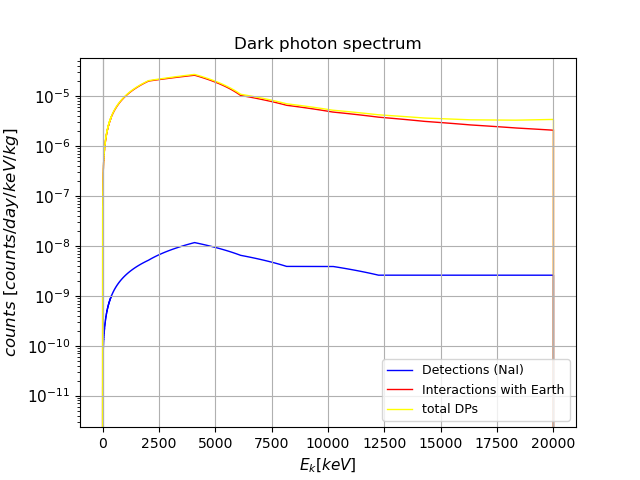 Dark photon spectrum
counts [counts/day/keV/kg]
10⁻⁵
10⁻⁶
10⁻⁷
10⁻⁸
10⁻⁹
10⁻¹⁰
10⁻¹¹
Detections (NaI)
Interactions with Earth
total DPs
0 2500 5000 7500 10000 12500 15000 17500 20000
Eₖ[keV]